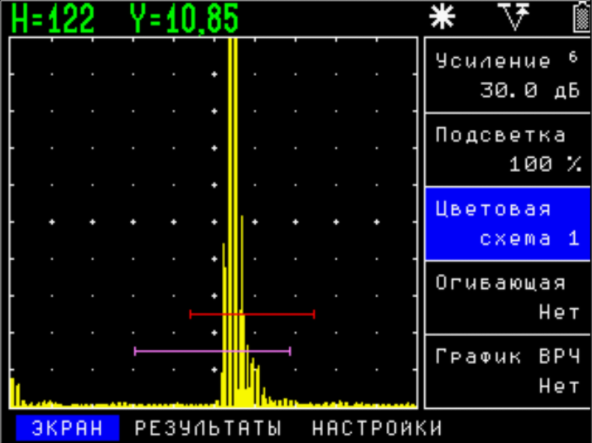 H=122 Y=10,85
Усиление 6
30.0 дБ
Подсветка
100 %
Цветовая
схема 1
Огивающая
Нет
График ВРЧ
Нет
ЭКРАН РЕЗУЛЬТАТЫ НАСТРОЙКИ